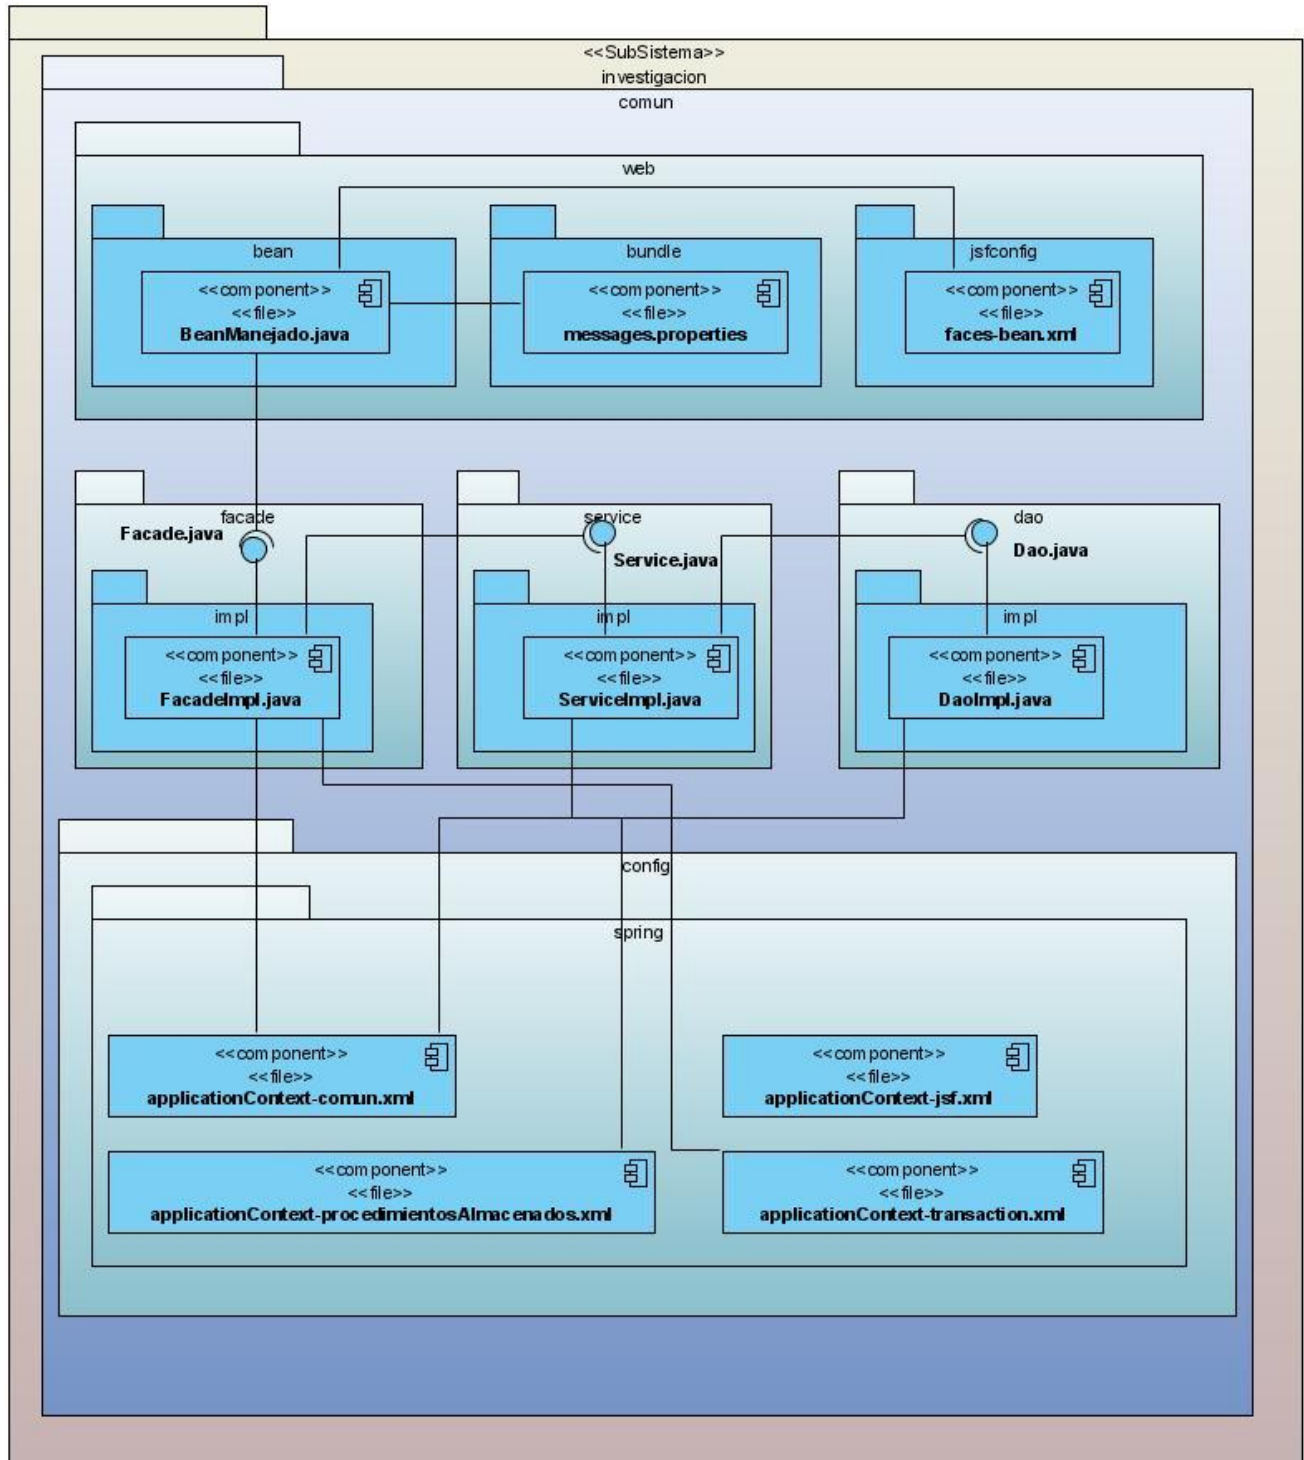 <<SubSistema>>
investigacion
comun
web
bean
bundle
jsfconfig
<<component>>
<<file>>
BeanManejado.java
<<component>>
<<file>>
messages.properties
<<component>>
<<file>>
faces-bean.xml
facade
Facade.java
service
Service.java
dao
Dao.java
impl
<<component>>
<<file>>
FacadeImpl.java
impl
<<component>>
<<file>>
ServiceImpl.java
impl
<<component>>
<<file>>
DaoImpl.java
config
spring
<<component>>
<<file>>
applicationContext-comun.xml
<<component>>
<<file>>
applicationContext-jsf.xml
<<component>>
<<file>>
applicationContext-procedimientosAlmacenados.xml
<<component>>
<<file>>
applicationContext-transaction.xml